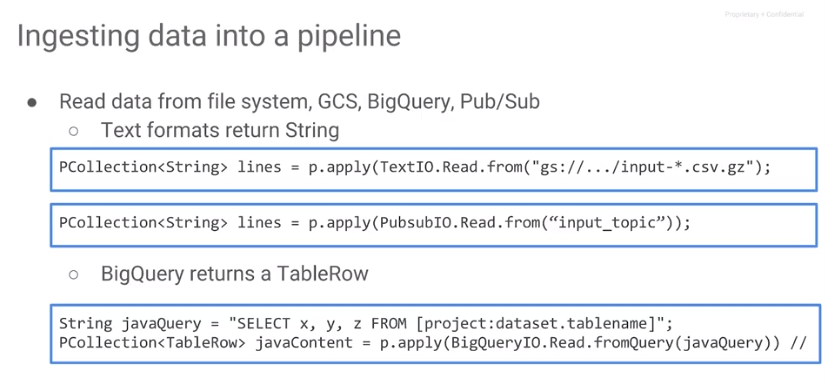 Proprietary + Confidential
Ingesting data into a pipeline
● Read data from file system, GCS, BigQuery, Pub/Sub
○ Text formats return String
PCollection<String> lines = p.apply(TextIO.Read.from("gs://.../input-*.csv.gz");
PCollection<String> lines = p.apply(PubsubIO.Read.from(“input_topic”));
○ BigQuery returns a TableRow
String javaQuery = "SELECT x, y, z FROM [project:dataset.tablename]";
PCollection<TableRow> javaContent = p.apply(BigQueryIO.Read.fromQuery(javaQuery)) //